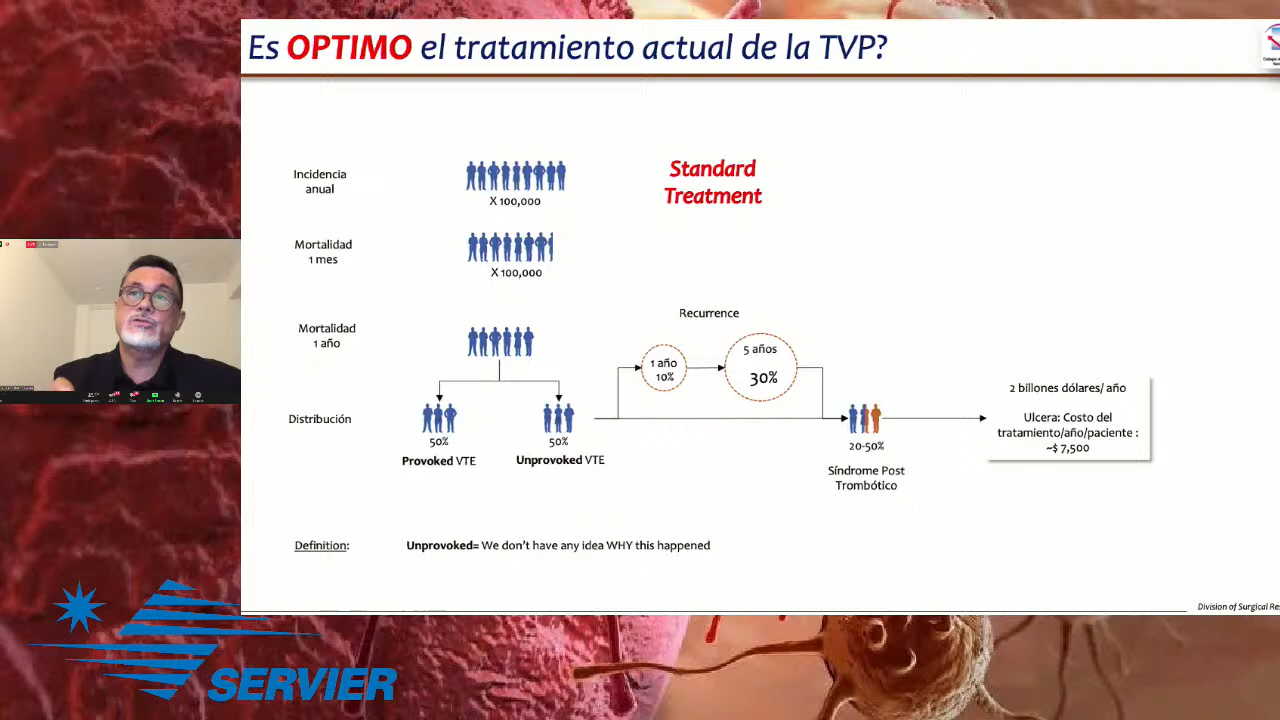 Es OPTIMO el tratamiento actual de la TVP?
Incidencia
anual
X 100,000
Standard
Treatment
Mortalidad
1 mes
X 100,000
Mortalidad
1 año
Recurrence
1 año
10%
5 años
30%
Distribución
50%
Provoked VTE
50%
Unprovoked VTE
20-50%
Síndrome Post
Trombótico
2 billones dólares/ año
Ulcera: Costo del
tratamiento/año/paciente :
~$ 7,500
Definition:
Unprovoked= We don't have any idea WHY this happened
Division of Surgical Res
SERVIER